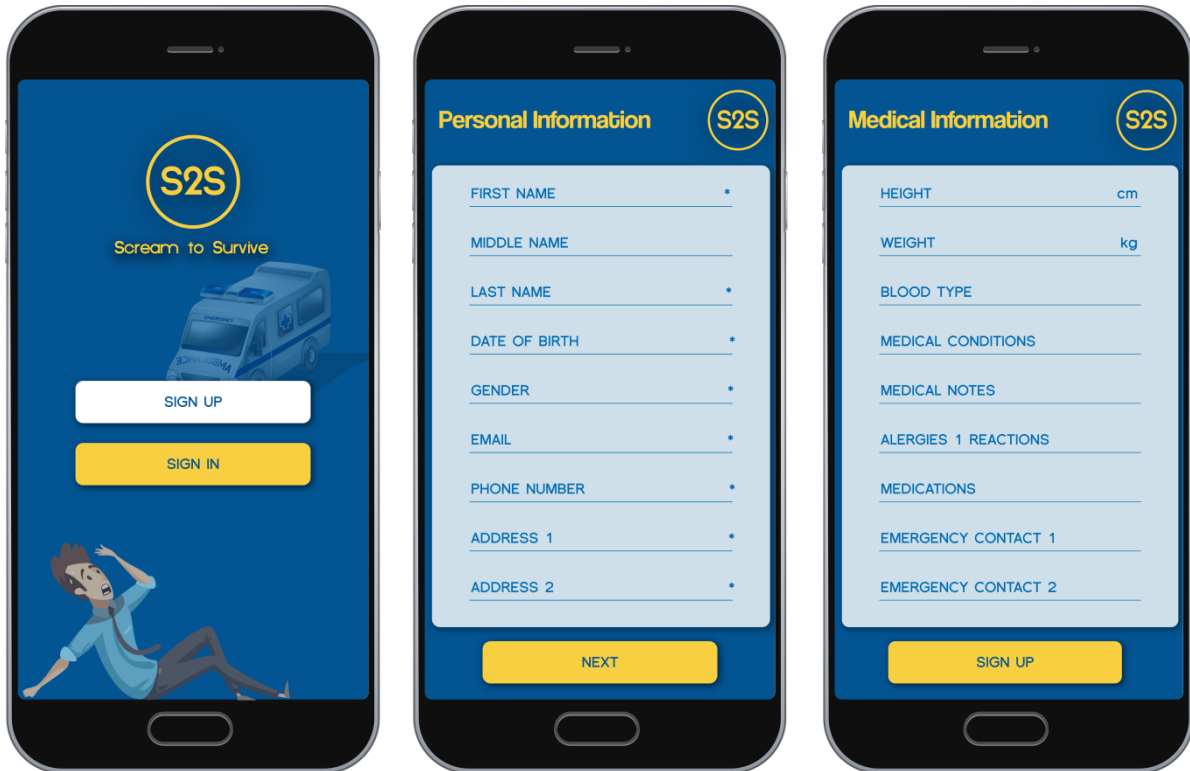 S2S
Scream to Survive
EMERGENCY
AMBULANCE
SIGN UP
SIGN IN
Personal Information
S2S
FIRST NAME *
MIDDLE NAME
LAST NAME *
DATE OF BIRTH *
GENDER *
EMAIL *
PHONE NUMBER *
ADDRESS 1 *
ADDRESS 2 *
NEXT
Medical Information
S2S
HEIGHT cm
WEIGHT kg
BLOOD TYPE
MEDICAL CONDITIONS
MEDICAL NOTES
ALERGIES 1 REACTIONS
MEDICATIONS
EMERGENCY CONTACT 1
EMERGENCY CONTACT 2
SIGN UP